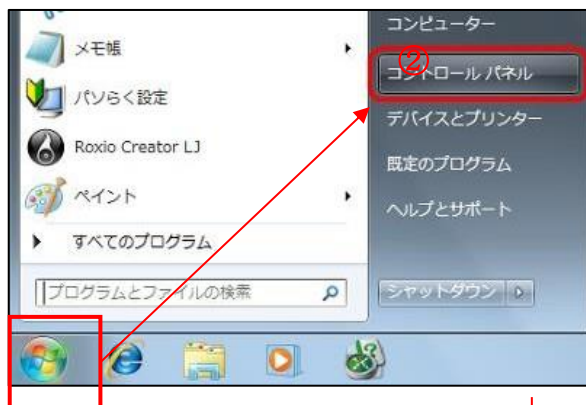 メモ帳
パソらく設定
Roxio Creator LJ
ペイント
すべてのプログラム
プログラムとファイルの検索
コンピューター
②
コントロール パネル
デバイスとプリンター
既定のプログラム
ヘルプとサポート
シャットダウン